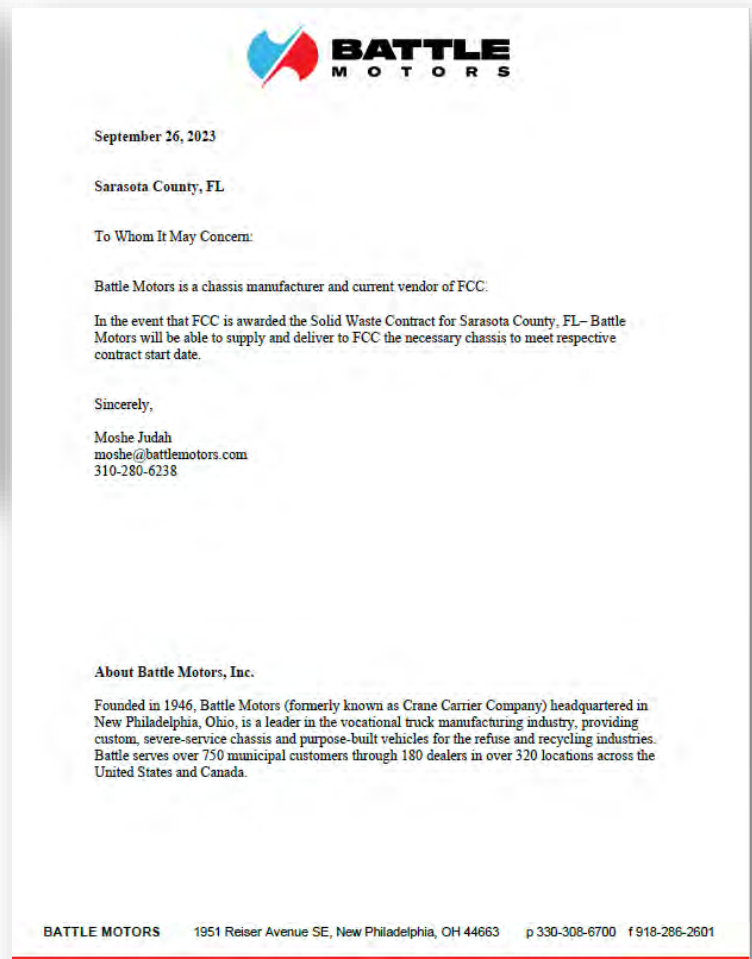 BATTLE
MOTORS
September 26, 2023
Sarasota County, FL
To Whom It May Concern:
Battle Motors is a chassis manufacturer and current vendor of FCC.
In the event that FCC is awarded the Solid Waste Contract for Sarasota County, FL– Battle
Motors will be able to supply and deliver to FCC the necessary chassis to meet respective
contract start date.
Sincerely,
Moshe Judah
moshe@battlemotors.com
310-280-6238
About Battle Motors, Inc.
Founded in 1946, Battle Motors (formerly known as Crane Carrier Company) headquartered in
New Philadelphia, Ohio, is a leader in the vocational truck manufacturing industry, providing
custom, severe-service chassis and purpose-built vehicles for the refuse and recycling industries.
Battle serves over 750 municipal customers through 180 dealers in over 320 locations across the
United States and Canada.
BATTLE MOTORS 1951 Reiser Avenue SE, New Philadelphia, OH 44663 p 330-308-6700 f 918-286-2601